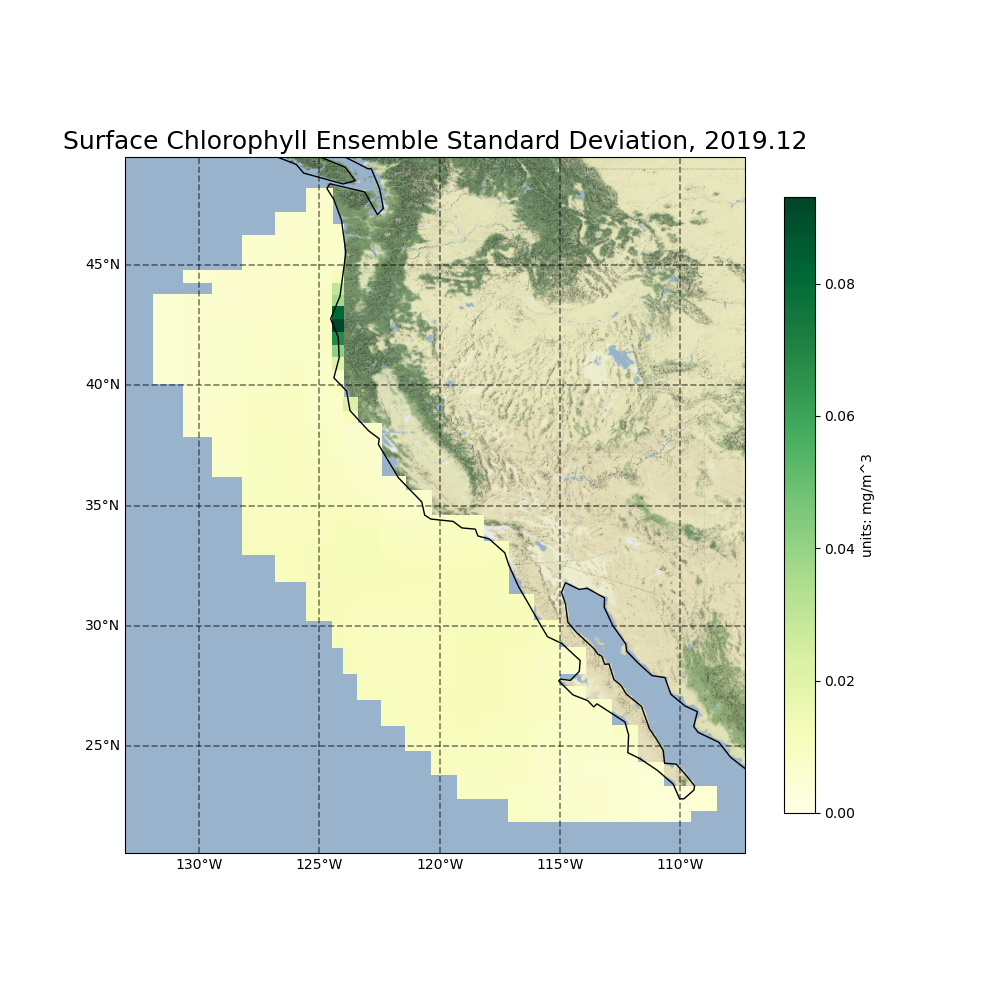 Surface Chlorophyll Ensemble Standard Deviation, 2019.12
45°N
40°N
35°N
30°N
25°N
130°W
125°W
120°W
115°W
110°W
0.08
0.06
0.04
0.02
0.00
units: mg/m^3